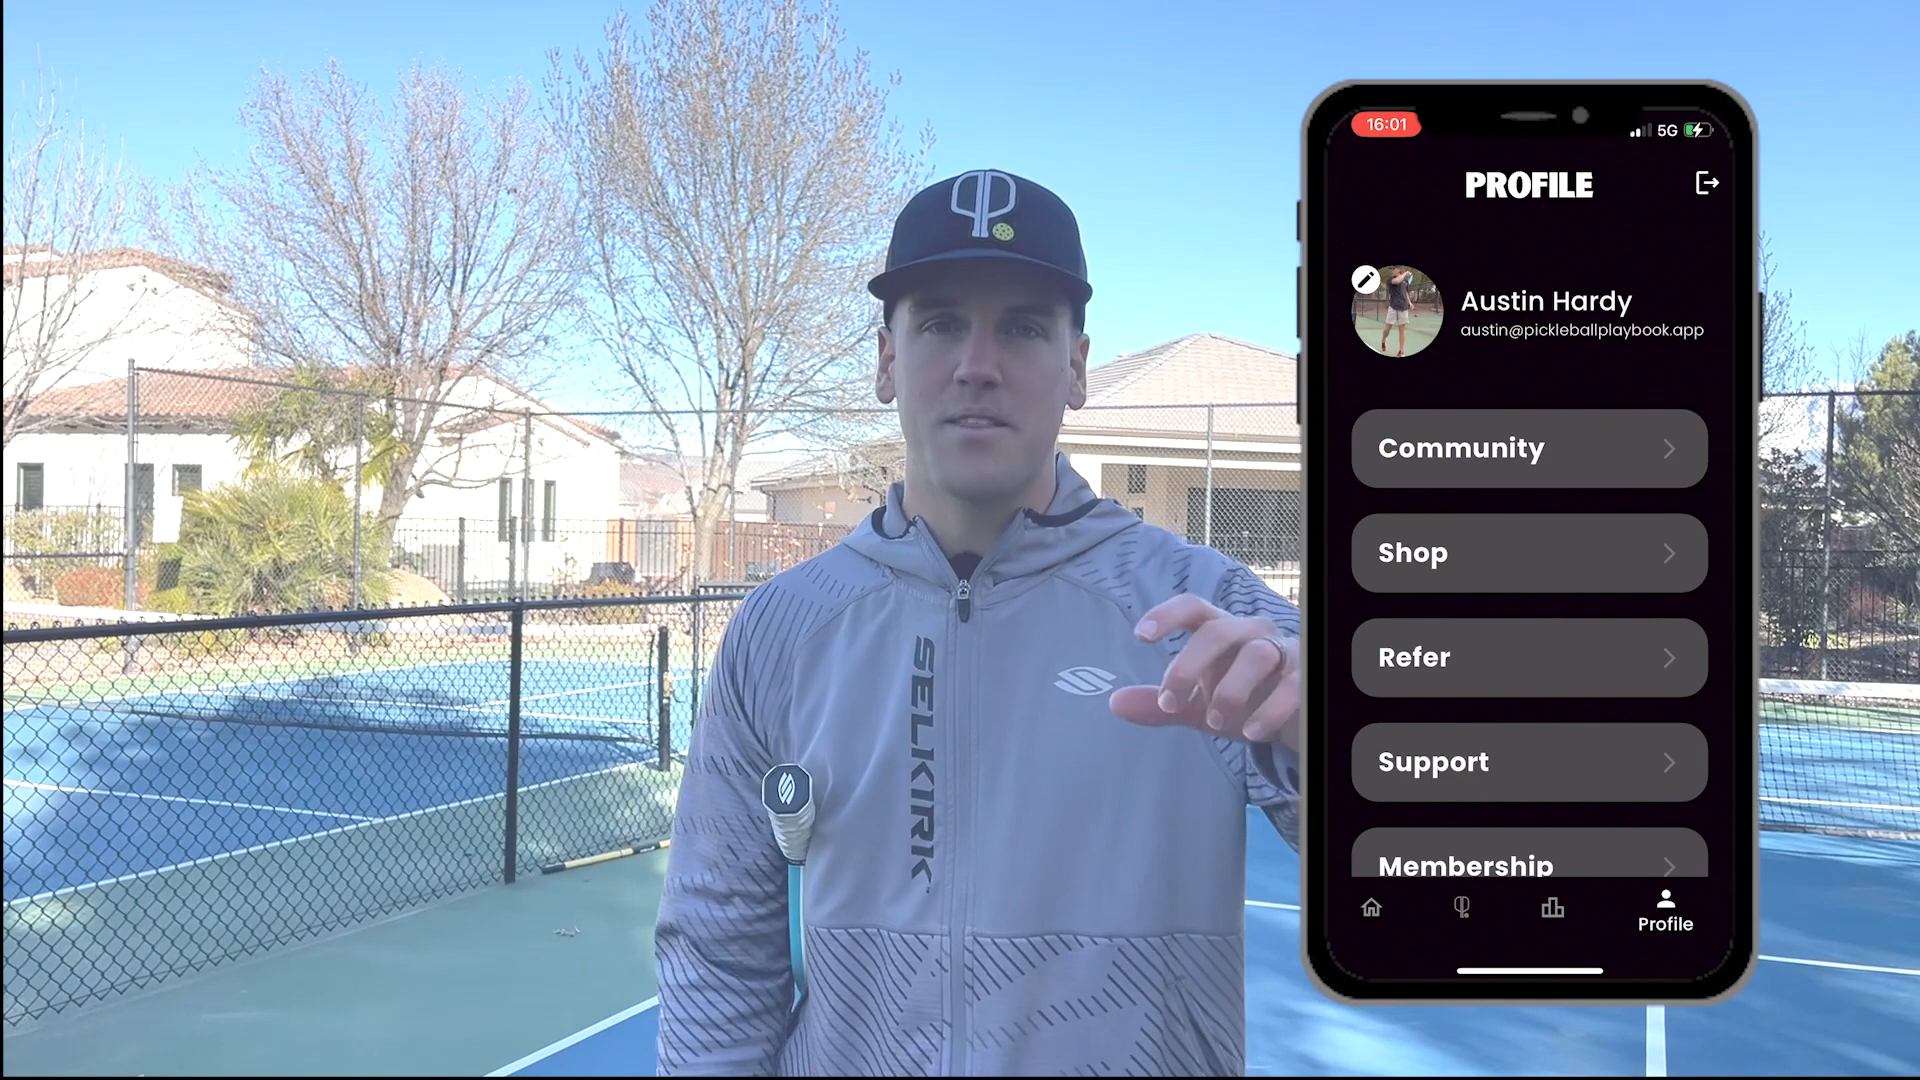 SELKIRK
16:01
5G
PROFILE
Austin Hardy
austin@pickleballplaybook.app
Community
Shop
Refer
Support
Membership
Profile